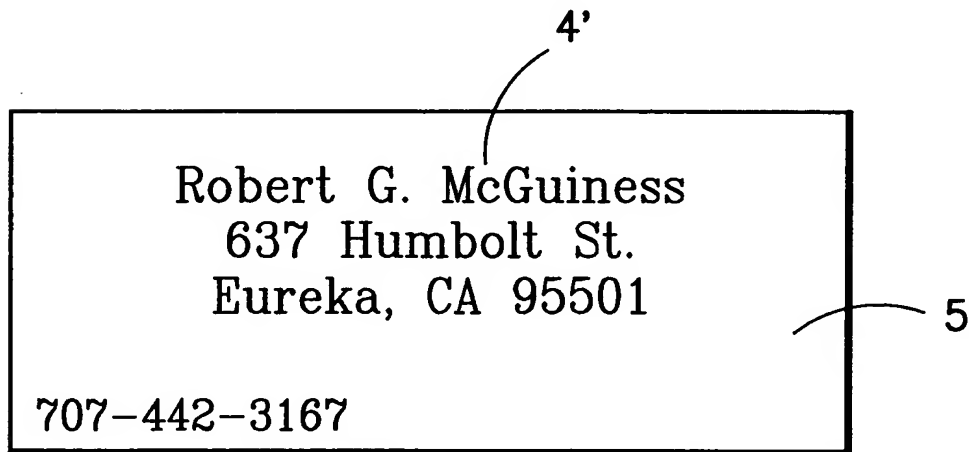 4'
Robert G. McGuiness
637 Humbolt St.
Eureka, CA 95501
5
707-442-3167